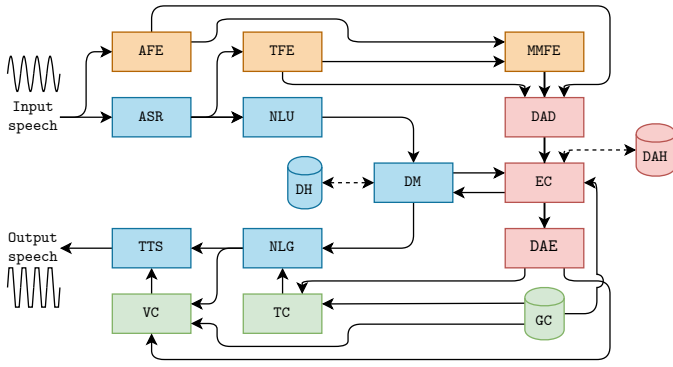 AFE
TFE
MMFE
Input
speech
ASR
NLU
DAD
DAH
DH
DM
EC
Output
speech
TTS
NLG
DAE
VC
TC
GC